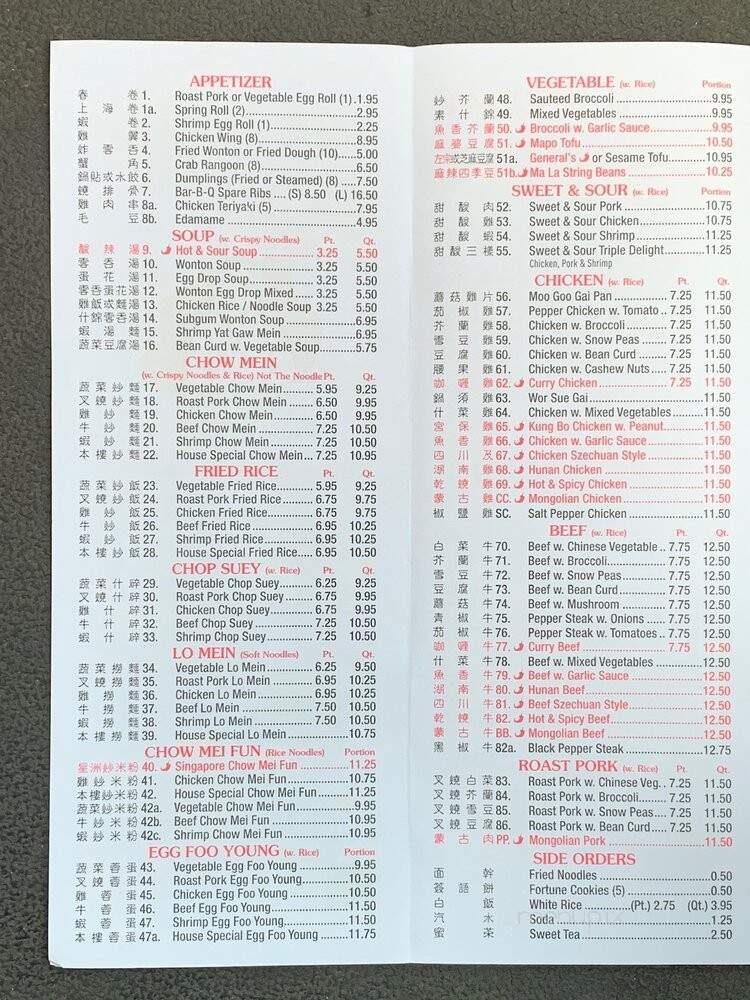 APPETIZER
春 卷 1. Roast Pork or Vegetable Egg Roll (1) .1.95
上 海 卷 1a. Spring Roll (2) 2.95
蝦 卷 2. Shrimp Egg Roll (1) 2.25
雞 翼 3. Chicken Wing (8) 8.95
炸 雲 吞 4. Fried Wonton or Fried Dough (10) 5.00
蟹 角 5. Crab Rangoon (8) 6.50
鍋貼或水餃 6. Dumplings (Fried or Steamed) (8) 7.50
燒 排 骨 7. Bar-B-Q Spare Ribs (S) 8.50 (L) 16.50
雞 肉 串 8a. Chicken Teriyaki (5) 7.95
毛 豆 8b. Edamame 4.95
SOUP (w. Crispy Noodles) Pt. Qt.
酸 辣 湯 9. Hot & Sour Soup 3.25 5.50
雲 吞 湯 10. Wonton Soup 3.25 5.50
蛋 花 湯 11. Egg Drop Soup 3.25 5.50
雲吞蛋花湯 12. Wonton Egg Drop Mixed 3.25 5.50
雞飯或麵湯 13. Chicken Rice / Noodle Soup 3.25 5.50
什錦雲吞湯 14. Subgum Wonton Soup 6.95
蝦 湯 麵 15. Shrimp Yat Gaw Mein 6.95
蔬菜豆腐湯 16. Bean Curd w. Vegetable Soup 5.75
CHOW MEIN
(w. Crispy Noodles & Rice) Not The Noodle Pt. Qt.
蔬 菜 炒 麵 17. Vegetable Chow Mein 5.95 9.25
叉 燒 炒 麵 18. Roast Pork Chow Mein 6.50 9.95
雞 炒 麵 19. Chicken Chow Mein 6.50 9.95
牛 炒 麵 20. Beef Chow Mein 7.25 10.50
蝦 炒 麵 21. Shrimp Chow Mein 7.25 10.50
本 樓 炒 麵 22. House Special Chow Mein 7.25 10.95
FRIED RICE Pt. Qt.
蔬 菜 炒 飯 23. Vegetable Fried Rice 5.95 9.25
叉 燒 炒 飯 24. Roast Pork Fried Rice 6.75 9.75
雞 炒 飯 25. Chicken Fried Rice 6.75 9.75
牛 炒 飯 26. Beef Fried Rice 6.95 10.25
蝦 炒 飯 27. Shrimp Fried Rice 6.95 10.25
本 樓 炒 飯 28. House Special Fried Rice 6.95 10.50
CHOP SUEY (w. Rice) Pt. Qt.
蔬 菜 什 碎 29. Vegetable Chop Suey 6.25 9.25
叉 燒 什 碎 30. Roast Pork Chop Suey 6.75 9.95
雞 什 碎 31. Chicken Chop Suey 6.75 9.95
牛 什 碎 32. Beef Chop Suey 7.25 10.50
蝦 什 碎 33. Shrimp Chop Suey 7.25 10.50
LO MEIN (Soft Noodles) Pt. Qt.
蔬 菜 撈 麵 34. Vegetable Lo Mein 6.25 9.50
叉 燒 撈 麵 35. Roast Pork Lo Mein 6.95 10.25
雞 撈 麵 36. Chicken Lo Mein 6.95 10.25
牛 撈 麵 37. Beef Lo Mein 7.50 10.50
蝦 撈 麵 38. Shrimp Lo Mein 7.50 10.50
本 樓 撈 麵 39. House Special Lo Mein 10.75
CHOW MEI FUN (Rice Noodles) Portion
星洲炒米粉 40. Singapore Chow Mei Fun 11.25
雞 炒 米 粉 41. Chicken Chow Mei Fun 10.75
本樓炒米粉 42. House Special Chow Mei Fun 11.25
蔬菜炒米粉 42a. Vegetable Chow Mei Fun 9.95
牛 炒 米 粉 42b. Beef Chow Mei Fun 10.95
蝦 炒 米 粉 42c. Shrimp Chow Mei Fun 10.95
EGG FOO YOUNG (w. Rice) Portion
蔬 菜 蓉 蛋 43. Vegetable Egg Foo Young 9.95
叉 燒 蓉 蛋 44. Roast Pork Egg Foo Young 10.50
雞 蓉 蛋 45. Chicken Egg Foo Young 10.50
牛 蓉 蛋 46. Beef Egg Foo Young 11.50
蝦 蓉 蛋 47. Shrimp Egg Foo Young 11.50
本 樓 蓉 蛋 47a. House Special Egg Foo Young 11.75
VEGETABLE (w. Rice) Portion
炒 芥 蘭 48. Sauteed Broccoli 9.95
素 什 錦 49. Mixed Vegetables 9.95
魚 香 芥 蘭 50. Broccoli w. Garlic Sauce 9.95
麻 婆 豆 腐 51. Mapo Tofu 10.50
左宗或芝麻豆腐 51a. General's or Sesame Tofu 10.95
麻辣四季豆 51b. Ma La String Beans 10.25
SWEET & SOUR (w. Rice) Portion
甜 酸 肉 52. Sweet & Sour Pork 10.75
甜 酸 雞 53. Sweet & Sour Chicken 10.75
甜 酸 蝦 54. Sweet & Sour Shrimp 11.25
甜 酸 三 樣 55. Sweet & Sour Triple Delight 11.25
Chicken, Pork & Shrimp
CHICKEN (w. Rice) Pt. Qt.
蘑 菇 雞 片 56. Moo Goo Gai Pan 7.25 11.50
茄 椒 雞 57. Pepper Chicken w. Tomato 7.25 11.50
芥 蘭 雞 58. Chicken w. Broccoli 7.25 11.50
雪 豆 雞 59. Chicken w. Snow Peas 7.25 11.50
豆 腐 雞 60. Chicken w. Bean Curd 7.25 11.50
腰 果 雞 61. Chicken w. Cashew Nuts 7.25 11.50
咖 喱 雞 62. Curry Chicken 7.25 11.50
鍋 須 雞 63. Wor Sue Gai 11.50
什 菜 雞 64. Chicken w. Mixed Vegetables 11.50
宮 保 雞 65. Kung Bo Chicken w. Peanut 11.50
魚 香 雞 66. Chicken w. Garlic Sauce 11.50
四 川 雞 67. Chicken Szechuan Style 11.50
湖 南 雞 68. Hunan Chicken 11.50
乾 燒 雞 69. Hot & Spicy Chicken 11.50
蒙 古 雞 CC. Mongolian Chicken 11.50
椒 鹽 雞 SC. Salt Pepper Chicken 11.50
BEEF (w. Rice) Pt. Qt.
白 菜 牛 70. Beef w. Chinese Vegetable 7.75 12.50
芥 蘭 牛 71. Beef w. Broccoli 7.75 12.50
雪 豆 牛 72. Beef w. Snow Peas 7.75 12.50
豆 腐 牛 73. Beef w. Bean Curd 7.75 12.50
蘑 菇 牛 74. Beef w. Mushroom 7.75 12.50
青 椒 牛 75. Pepper Steak w. Onions 7.75 12.50
茄 椒 牛 76. Pepper Steak w. Tomatoes 7.75 12.50
咖 喱 牛 77. Curry Beef 7.75 12.50
什 菜 牛 78. Beef w. Mixed Vegetables 12.50
魚 香 牛 79. Beef w. Garlic Sauce 12.50
湖 南 牛 80. Hunan Beef 12.50
四 川 牛 81. Beef Szechuan Style 12.50
乾 燒 牛 82. Hot & Spicy Beef 12.50
蒙 古 牛 BB. Mongolian Beef 12.50
黑 椒 牛 82a. Black Pepper Steak 12.75
ROAST PORK (w. Rice) Pt. Qt.
叉 燒 白 菜 83. Roast Pork w. Chinese Veg. 7.25 11.50
叉 燒 芥 蘭 84. Roast Pork w. Broccoli 7.25 11.50
叉 燒 雪 豆 85. Roast Pork w. Snow Peas 7.25 11.50
叉 燒 豆 腐 86. Roast Pork w. Bean Curd 7.25 11.50
蒙 古 肉 PP. Mongolian Pork 11.50
SIDE ORDERS
面 幹 Fried Noodles 0.50
簽 語 餅 Fortune Cookies (5) 0.50
白 飯 White Rice (Pt.) 2.75 (Qt.) 3.95
汽 水 Soda 1.25
蜜 茶 Sweet Tea 2.50